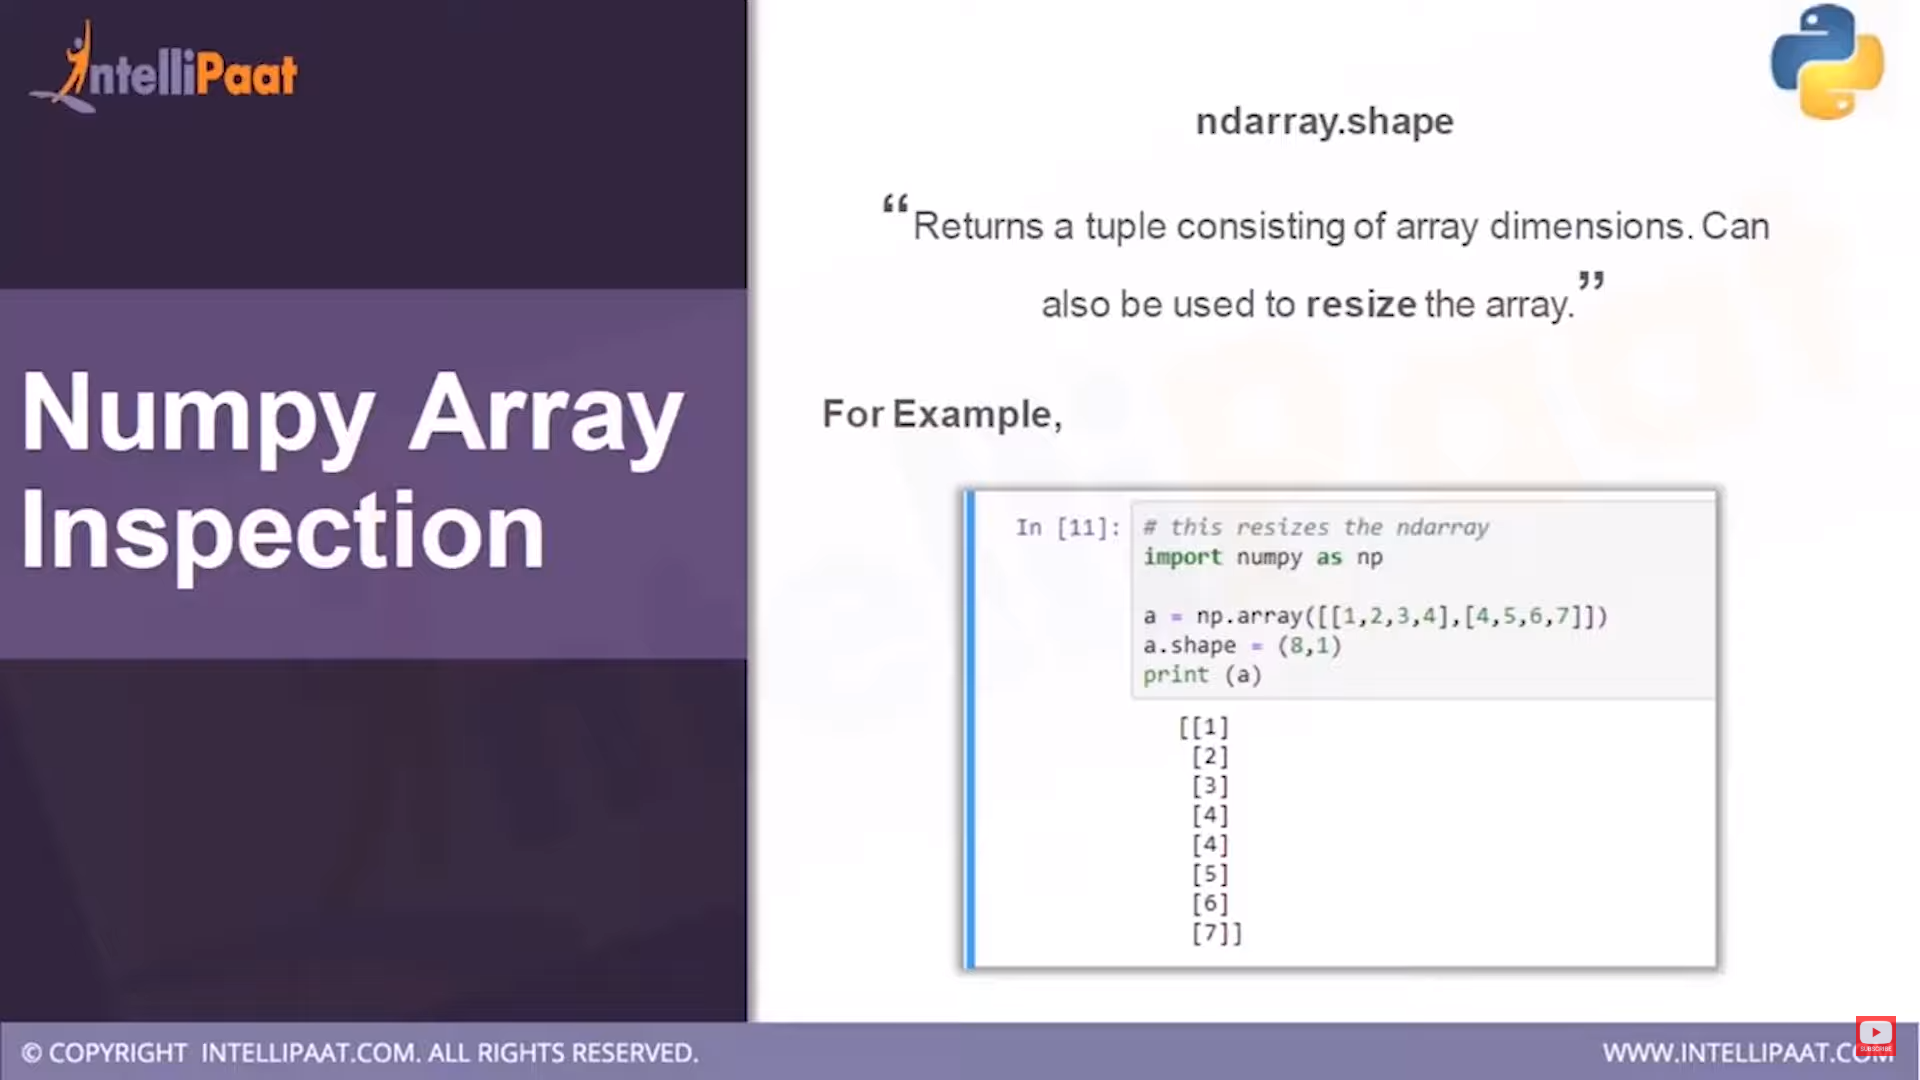 IntelliPaat
Numpy Array
Inspection
ndarray.shape
“Returns a tuple consisting of array dimensions. Can
also be used to resize the array.”
For Example,
In [11]: # this resizes the ndarray
import numpy as np
a = np.array([[1,2,3,4],[4,5,6,7]])
a.shape = (8,1)
print (a)
[[1]
[2]
[3]
[4]
[4]
[5]
[6]
[7]]
© COPYRIGHT INTELLIPAAT.COM. ALL RIGHTS RESERVED.
WWW.INTELLIPAAT.COM
SUBSCRIBE